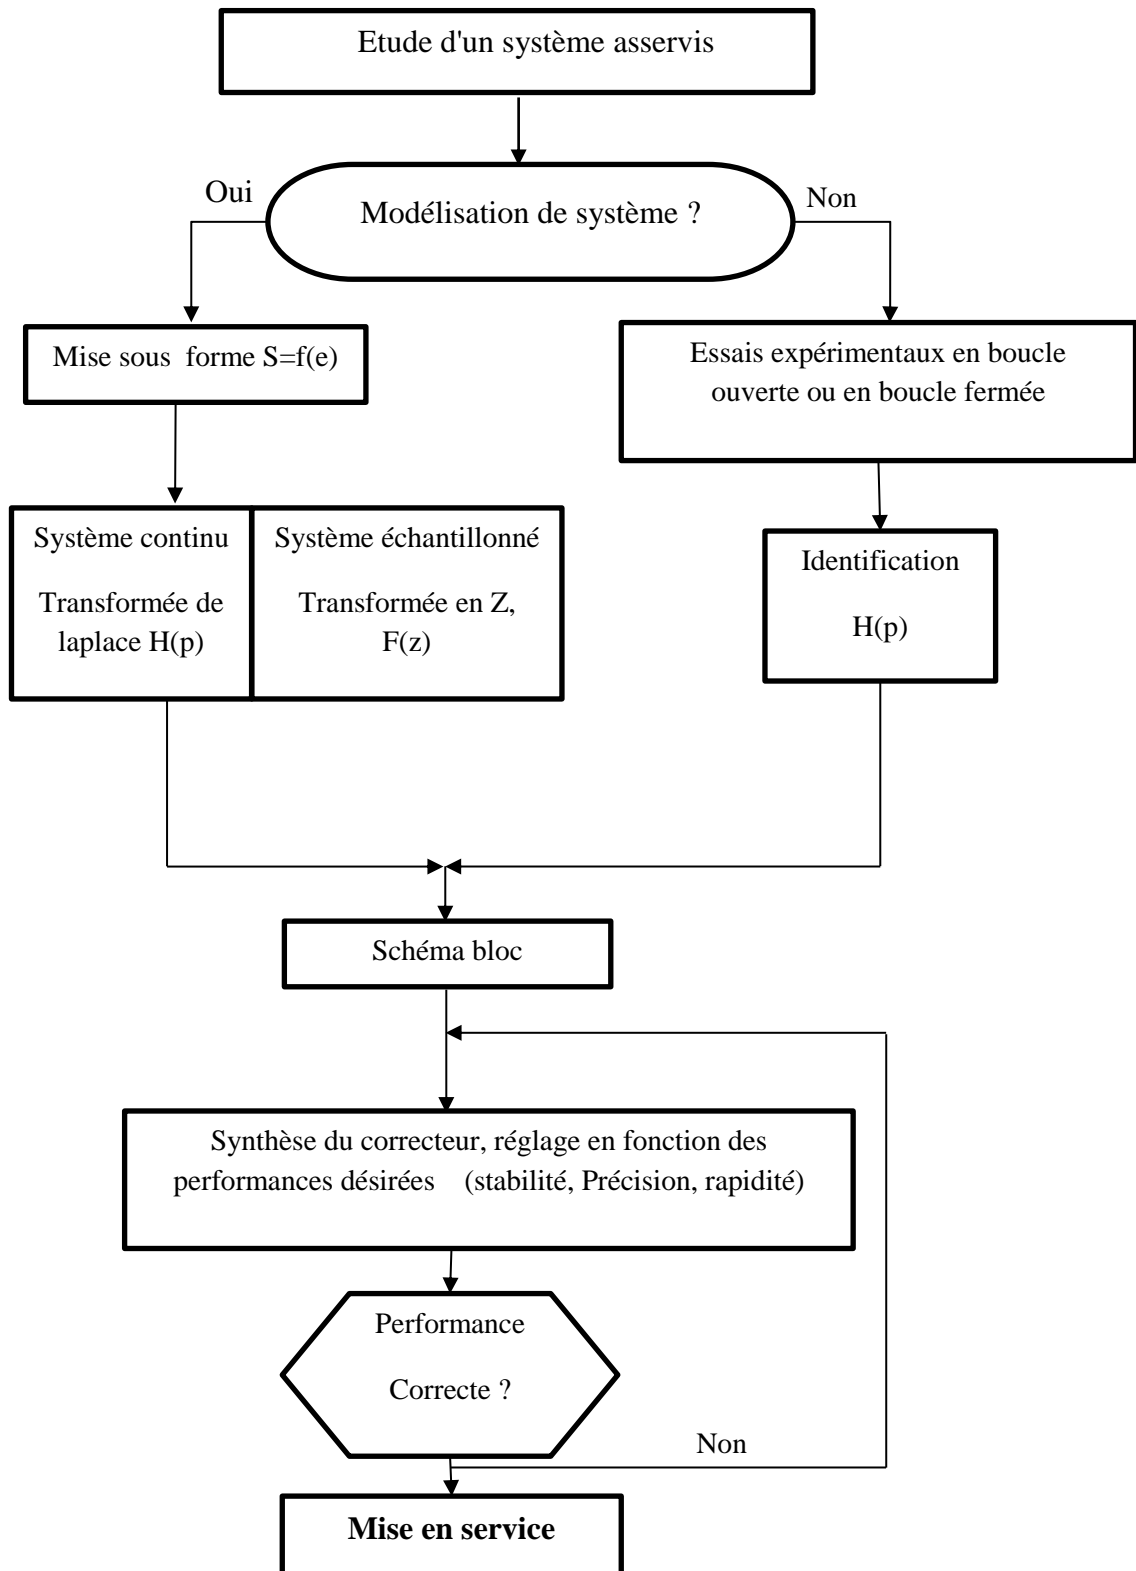 Etude d'un système asservis
Oui
Modélisation de système ?
Non
Mise sous forme S=f(e)
Essais expérimentaux en boucle
ouverte ou en boucle fermée
Système continu
Transformée de
laplace H(p)
Système échantillonné
Transformée en Z,
F(z)
Identification
H(p)
Schéma bloc
Synthèse du correcteur, réglage en fonction des
performances désirées (stabilité, Précision, rapidité)
Performance
Correcte ?
Non
Mise en service